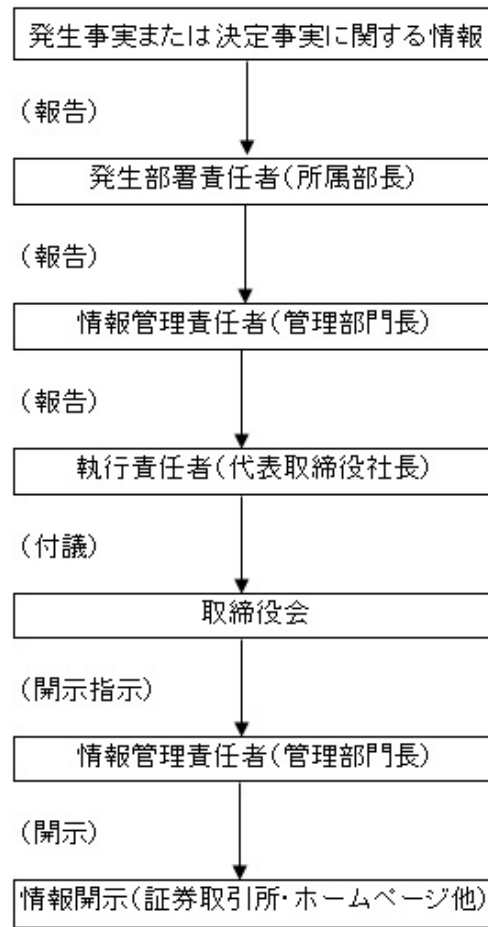 発生事実または決定事実に関する情報
(報告)
発生部署責任者(所属部長)
(報告)
情報管理責任者(管理部門長)
(報告)
執行責任者(代表取締役社長)
(付議)
取締役会
(開示指示)
情報管理責任者(管理部門長)
(開示)
情報開示(証券取引所・ホームページ他)